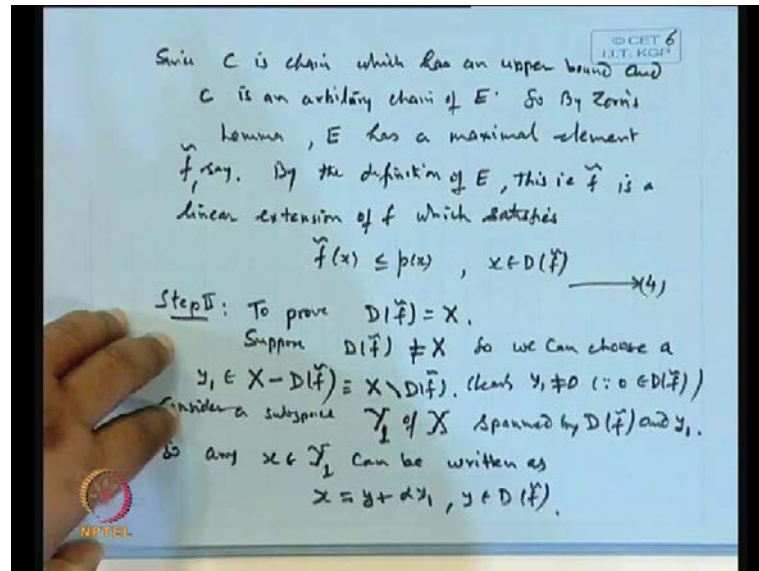 © CET 6
I.I.T. KGP
Since C is chain which has an upper bound and
C is an arbitary chain of E. So By Zorn's
Lemma, E has a maximal element
f̃, say. By the definition of E, this ie f̃ is a
linear extension of f which satisfies
f̃(x) ≤ p(x) , x ∈ D(f̃) → (4)
Step II: To prove D(f̃) = X.
Suppose D(f̃) ≠ X so we can choose a
y₁ ∈ X - D(f̃) = X \ D(f̃). Clearly y₁ ≠ 0 (∵ 0 ∈ D(f̃))
Consider a subspace Y₁ of X spanned by D(f̃) and y₁.
So any x ∈ Y₁ can be written as
x = y + αy₁ , y ∈ D(f̃).
NPTEL